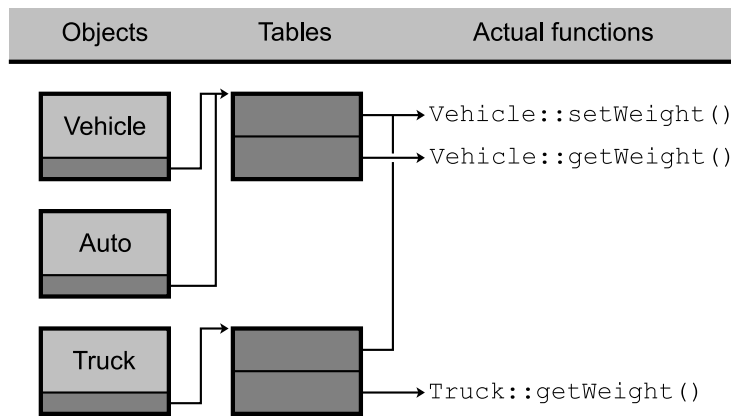 Objects Tables Actual functions
Vehicle
Vehicle::setWeight()
Vehicle::getWeight()
Auto
Truck
Truck::getWeight()